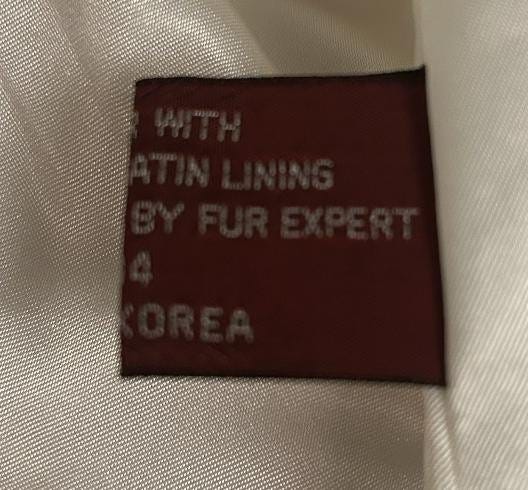 WITH
ATIN LINING
BY FUR EXPERT
4
KOREA